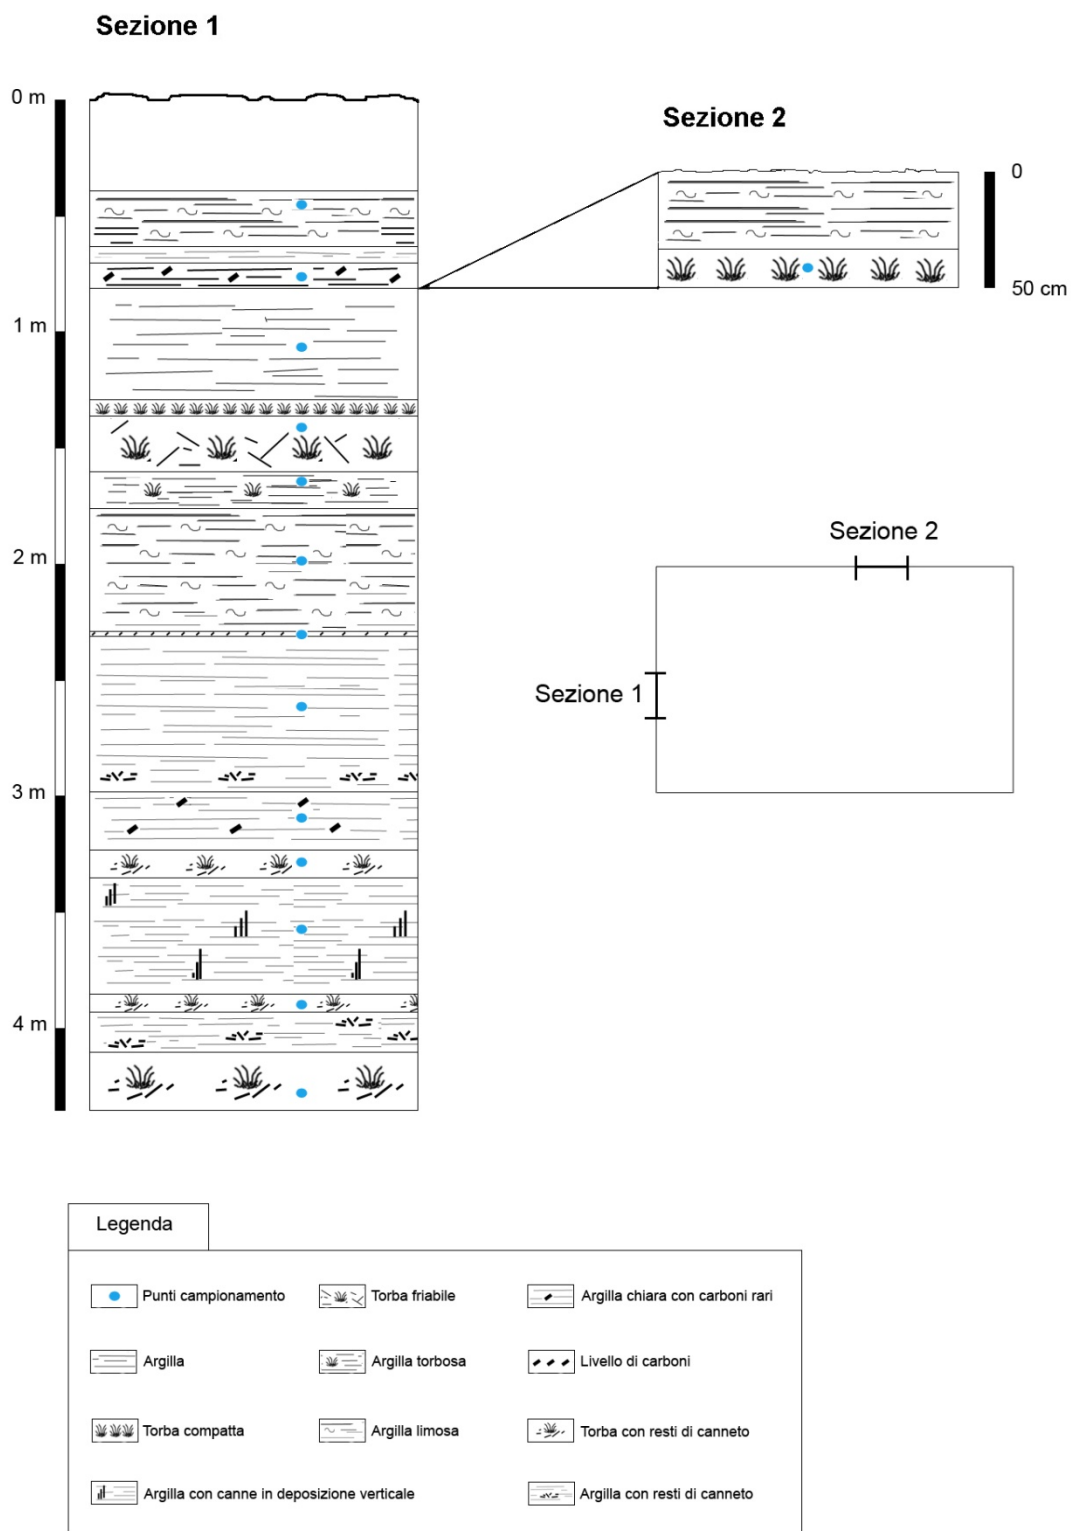 Sezione 1
0 m
1 m
2 m
3 m
4 m
Sezione 2
0
50 cm
Sezione 2
Sezione 1
Legenda
Punti campionamento
Torba friabile
Argilla chiara con carboni rari
Argilla
Argilla torbosa
Livello di carboni
Torba compatta
Argilla limosa
Torba con resti di canneto
Argilla con canne in deposizione verticale
Argilla con resti di canneto